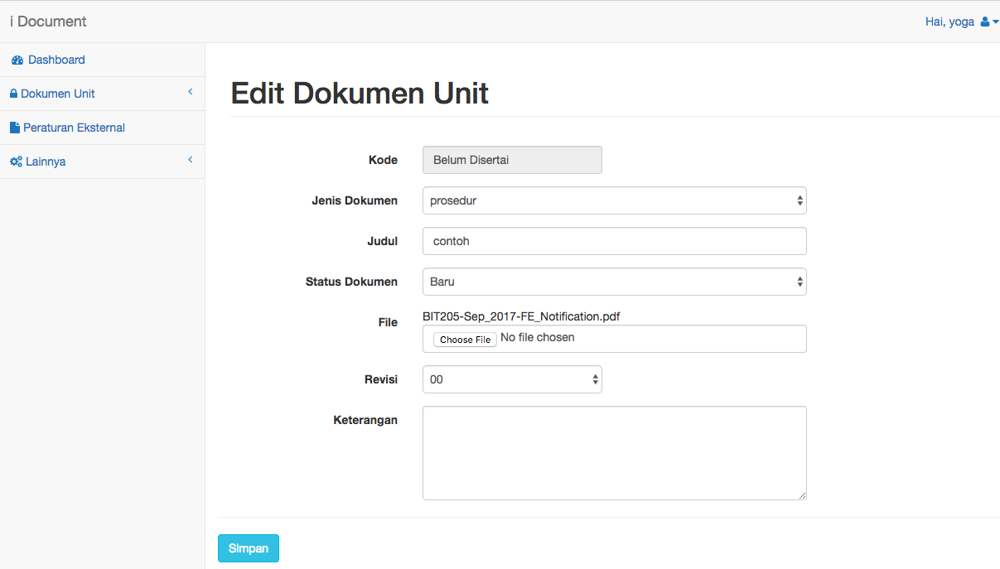 i Document
Hai, yoga
Dashboard
Dokumen Unit
Peraturan Eksternal
Lainnya
Edit Dokumen Unit
Kode
Belum Disertai
Jenis Dokumen
prosedur
Judul
contoh
Status Dokumen
Baru
File
BIT205-Sep_2017-FE_Notification.pdf
Choose File No file chosen
Revisi
00
Keterangan
Simpan